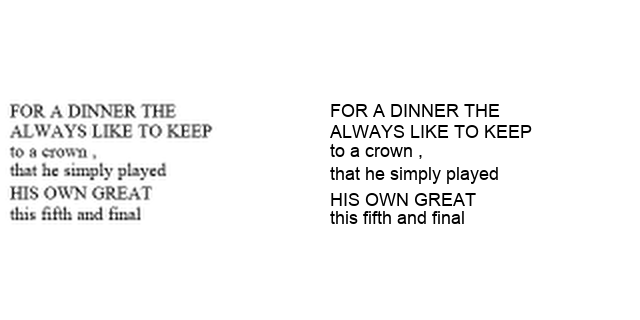 FOR A DINNER THE
ALWAYS LIKE TO KEEP
to a crown ,
that he simply played
HIS OWN GREAT
this fifth and final
FOR A DINNER THE
ALWAYS LIKE TO KEEP
to a crown ,
that he simply played
HIS OWN GREAT
this fifth and final